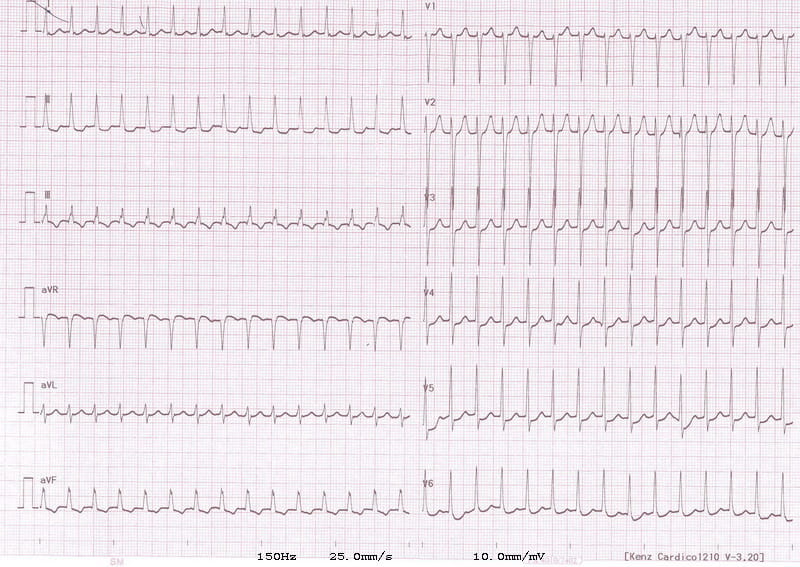 I
V1
II
V2
III
V3
aVR
V4
aVL
V5
aVF
V6
150Hz 25.0mm/s 10.0mm/mV [Kenz Cardico1210 V-3.20]
SM